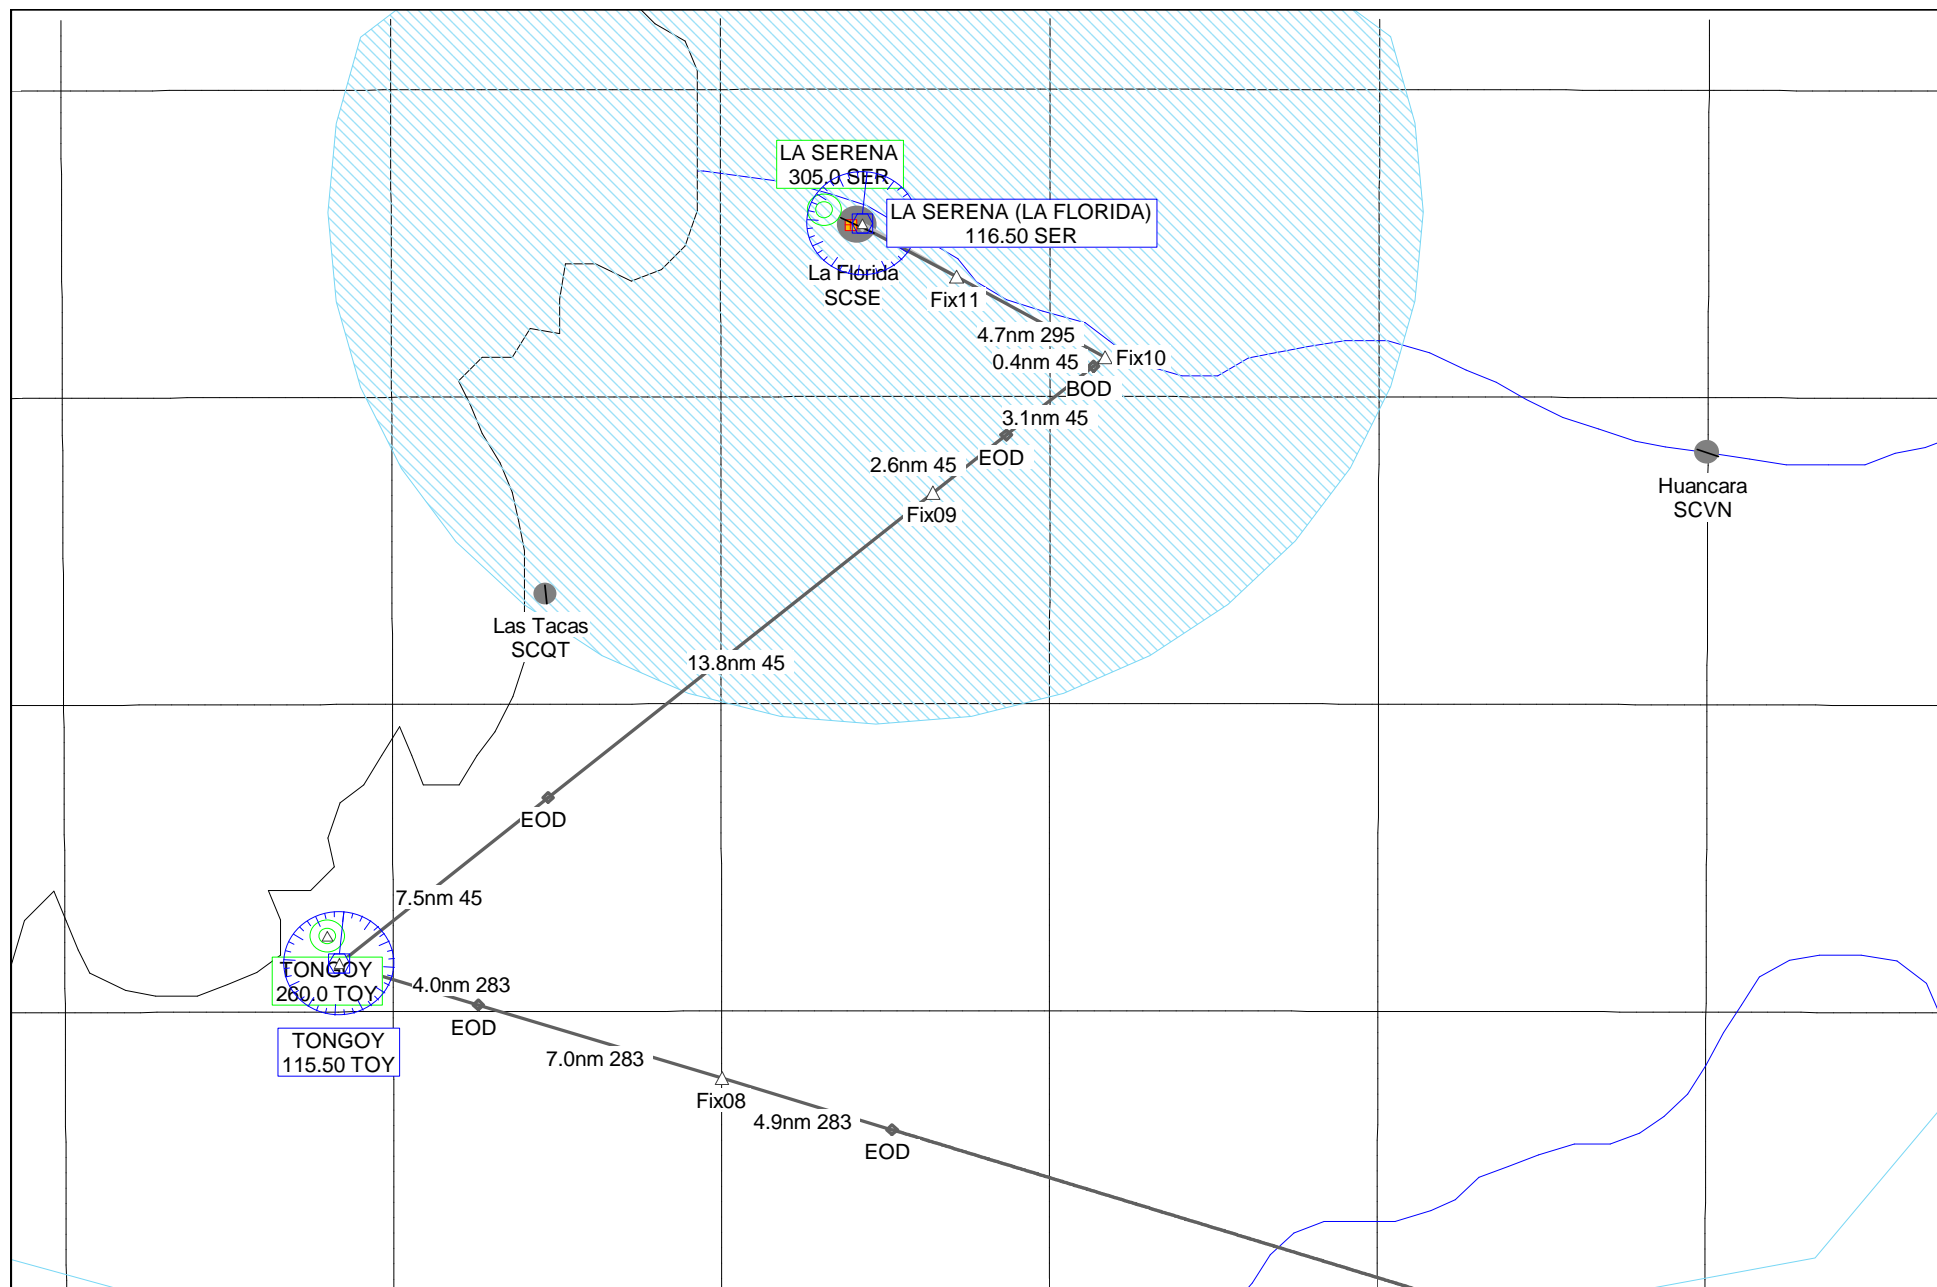 LA SERENA
305.0 SER
LA SERENA (LA FLORIDA)
116.50 SER
La Florida
SCSE
Fix11
4.7nm 295
Fix10
0.4nm 45
BOD
3.1nm 45
EOD
2.6nm 45
Fix09
Huancara
SCVN
Las Tacas
SCQT
13.8nm 45
EOD
7.5nm 45
TONGOY
260.0 TOY
4.0nm 283
EOD
TONGOY
115.50 TOY
7.0nm 283
Fix08
4.9nm 283
EOD